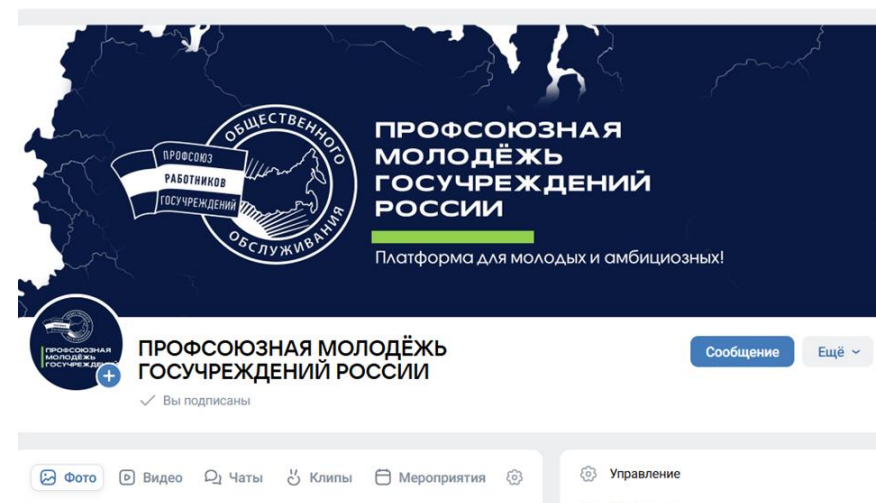 ОБЩЕСТВЕННОГО
ПРОФСОЮЗ
РАБОТНИКОВ
ГОСУЧРЕЖДЕНИЙ
ОБСЛУЖИВАНИЯ
ПРОФСОЮЗНАЯ
МОЛОДЁЖЬ
ГОСУЧРЕЖДЕНИЙ
РОССИИ
Платформа для молодых и амбициозных!
ПРОФСОЮЗНАЯ
МОЛОДЁЖЬ
ПРОФСОЮЗНАЯ МОЛОДЁЖЬ
ГОСУЧРЕЖДЕНИЙ РОССИИ
Вы подписаны
Сообщение
Ещё
Фото
Видео
Чаты
Клипы
Мероприятия
Управление